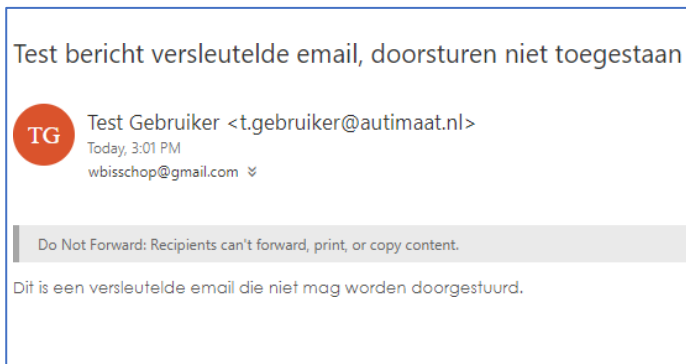 Test bericht versleutelde email, doorsturen niet toegestaan
TG
Test Gebruiker <t.gebruiker@autimaat.nl>
Today, 3:01 PM
wbisschop@gmail.com
Do Not Forward: Recipients can't forward, print, or copy content.
Dit is een versleutelde email die niet mag worden doorgestuurd.